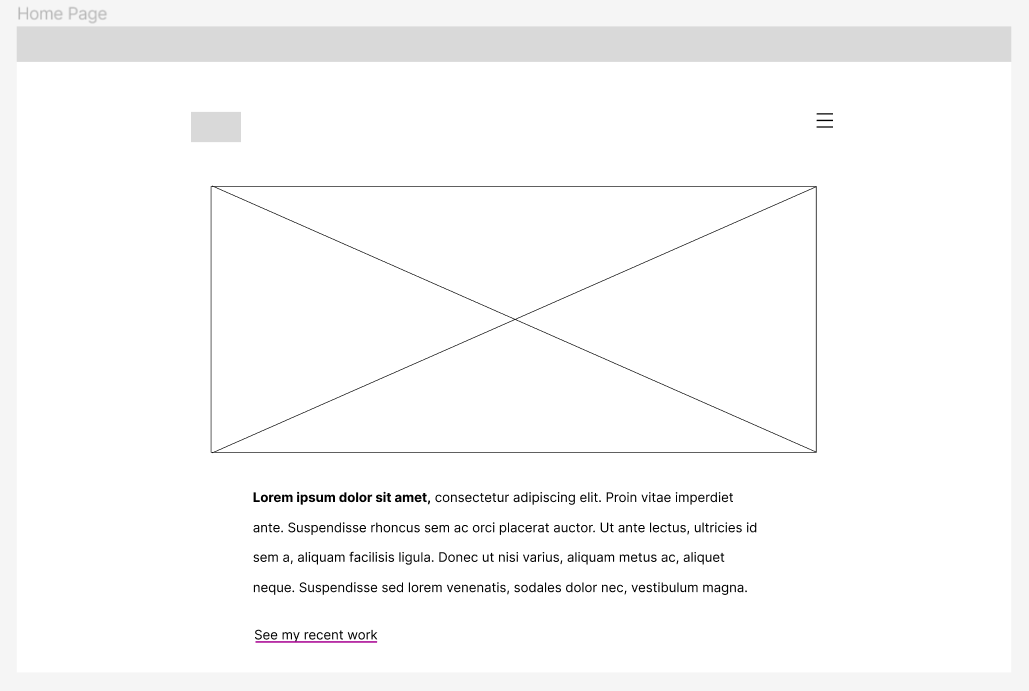 Home Page
Lorem ipsum dolor sit amet, consectetur adipiscing elit. Proin vitae imperdiet
ante. Suspendisse rhoncus sem ac orci placerat auctor. Ut ante lectus, ultricies id
sem a, aliquam facilisis ligula. Donec ut nisi varius, aliquam metus ac, aliquet
neque. Suspendisse sed lorem venenatis, sodales dolor nec, vestibulum magna.
See my recent work